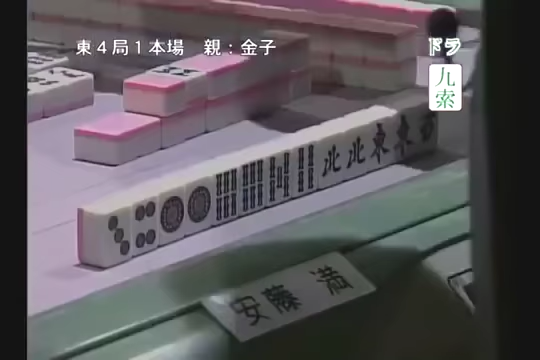 東4局1本場 親：金子
ドラ
九索
北北東東西
安藤 満